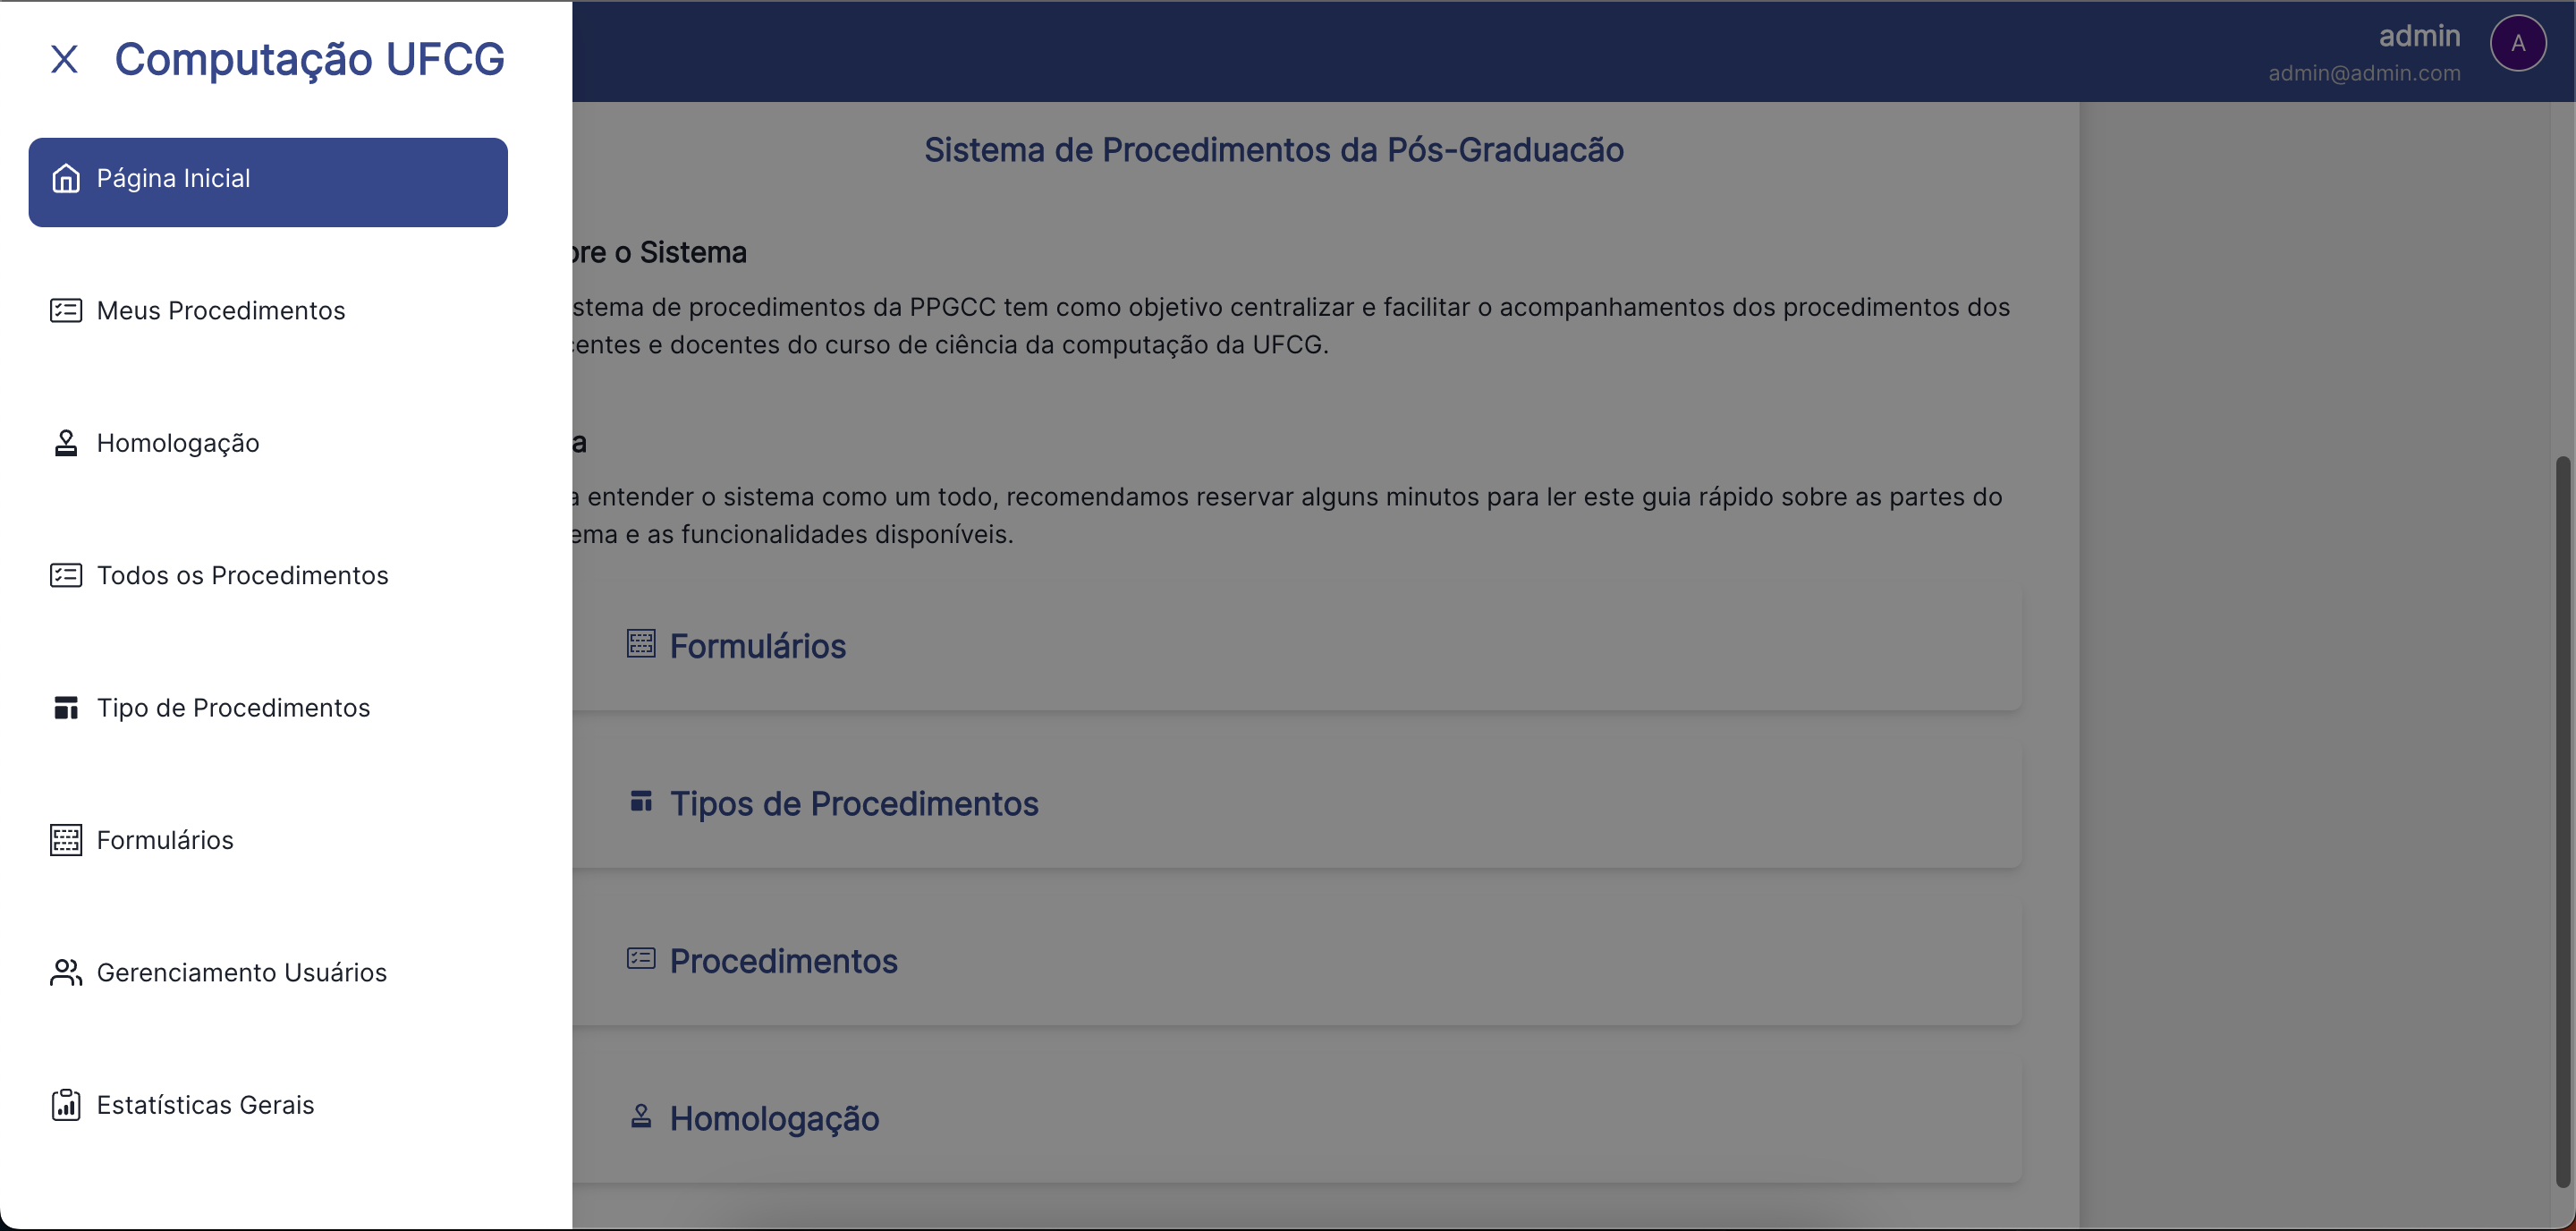 Computação UFCG
Página Inicial
Meus Procedimentos
Homologação
Todos os Procedimentos
Tipo de Procedimentos
Formulários
Gerenciamento Usuários
Estatísticas Gerais
admin
admin@admin.com
A
Sistema de Procedimentos da Pós-Graduacão
o Sistema
de procedimentos da PPGCC tem como objetivo centralizar e facilitar o acompanhamentos dos procedimentos dos
e docentes do curso de ciência da computação da UFCG.
entender o sistema como um todo, recomendamos reservar alguns minutos para ler este guia rápido sobre as partes do
e as funcionalidades disponíveis.
Formulários
Tipos de Procedimentos
Procedimentos
Homologação